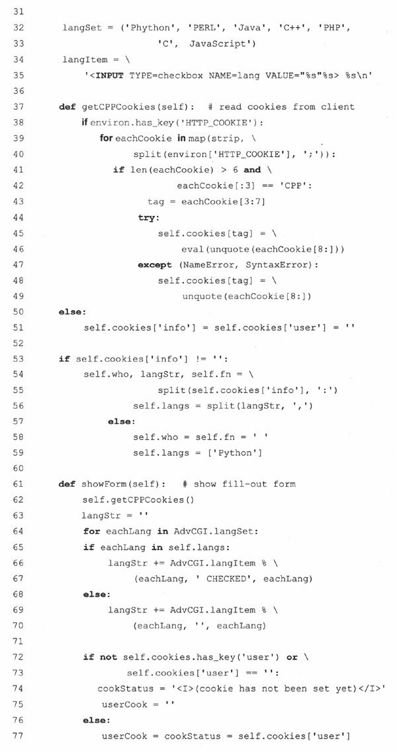 31
32 langSet = ('Phython', 'PERL', 'Java', 'C++', 'PHP',
33 'C', JavaScript')
34 langItem = \
35 '<INPUT TYPE=checkbox NAME=lang VALUE="%s"%s> %s\n'
36
37 def getCPPCookies(self): # read cookies from client
38 if environ.has_key('HTTP_COOKIE'):
39 for eachCookie in map(strip, \
40 split(environ['HTTP_COOKIE'], ';')):
41 if len(eachCookie) > 6 and \
42 eachCookie[:3] == 'CPP':
43 tag = eachCookie[3:7]
44 try:
45 self.cookies[tag] = \
46 eval(unquote(eachCookie[8:]))
47 except (NameError, SyntaxError):
48 self.cookies[tag] = \
49 unquote(eachCookie[8:])
50 else:
51 self.cookies['info'] = self.cookies['user'] = ''
52
53 if self.cookies['info'] != '':
54 self.who, langStr, self.fn = \
55 split(self.cookies['info'], ':')
56 self.langs = split(langStr, ',')
57 else:
58 self.who = self.fn = ' '
59 self.langs = ['Python']
60
61 def showForm(self): # show fill-out form
62 self.getCPPCookies()
63 langStr = ''
64 for eachLang in AdvCGI.langSet:
65 if eachLang in self.langs:
66 langStr += AdvCGI.langItem % \
67 (eachLang, ' CHECKED', eachLang)
68 else:
69 langStr += AdvCGI.langItem % \
70 (eachLang, '', eachLang)
71
72 if not self.cookies.has_key('user') or \
73 self.cookies['user'] == '':
74 cookStatus = '<I>(cookie has not been set yet)</I>'
75 userCook = ''
76 else:
77 userCook = cookStatus = self.cookies['user']